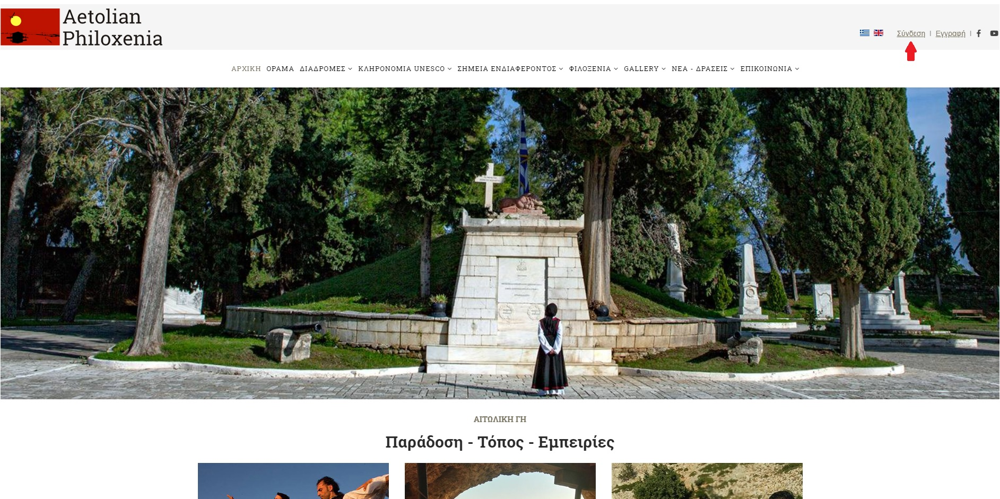 Aetolian
Philoxenia
Σύνδεση | Εγγραφή |
ΑΡΧΙΚΗ ΟΡΑΜΑ ΔΙΑΔΡΟΜΕΣ ΚΛΗΡΟΝΟΜΙΑ UNESCO ΣΗΜΕΙΑ ΕΝΔΙΑΦΕΡΟΝΤΟΣ ΦΙΛΟΞΕΝΙΑ GALLERY ΝΕΑ - ΔΡΑΣΕΙΣ ΕΠΙΚΟΙΝΩΝΙΑ
ΑΙΤΩΛΙΚΗ ΓΗ
Παράδοση - Τόπος - Εμπειρίες